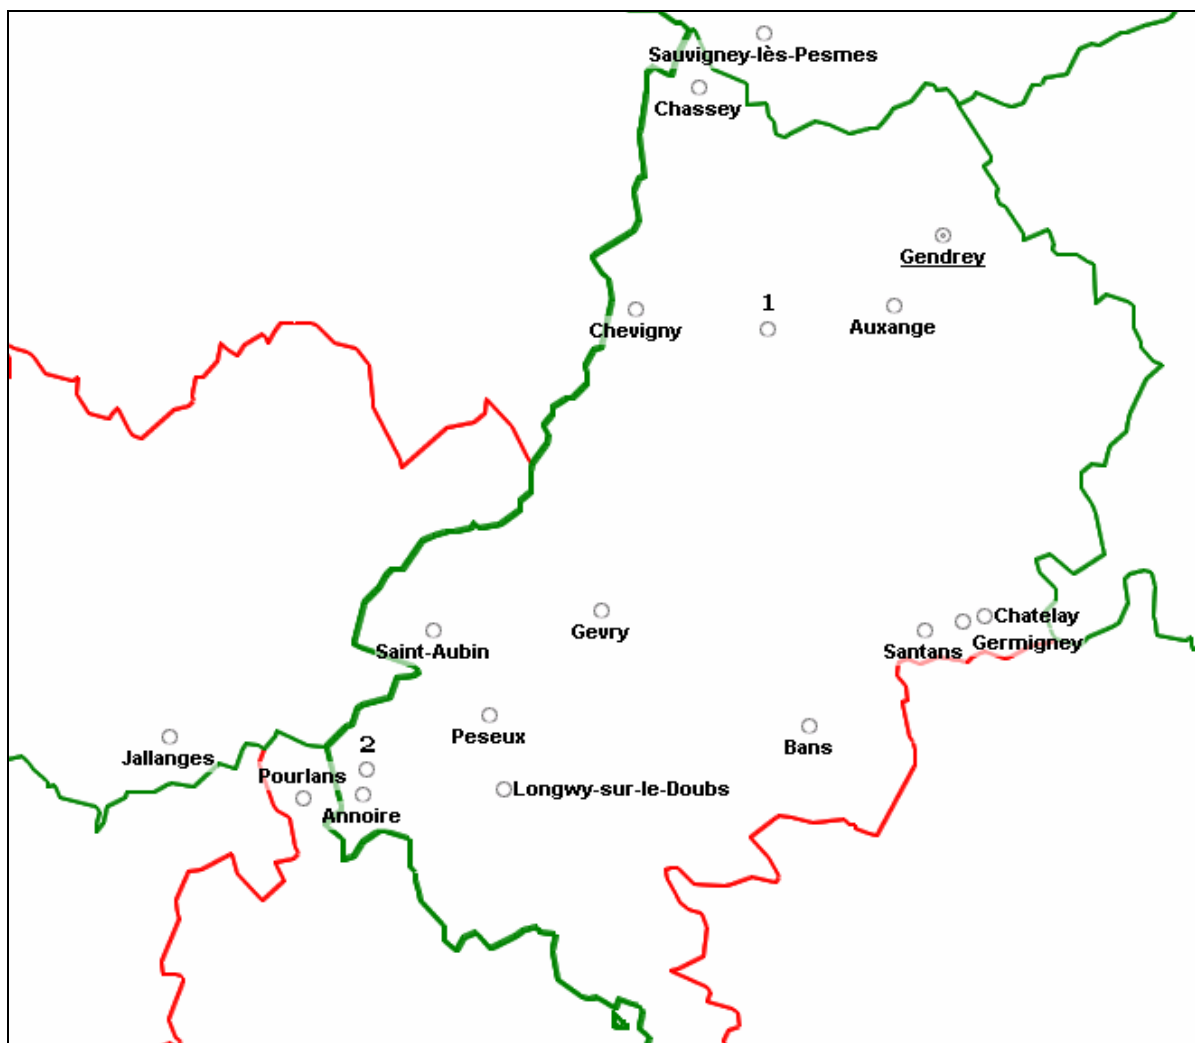 Sauvigney-lès-Pesmes
Chassey
Gendrey
1
Chevigny
Auxange
Chatelay
Gevry
Germigney
Saint-Aubin
Santans
Peseux
2
Bans
Jallanges
Pourlans
Longwy-sur-le-Doubs
Annoire